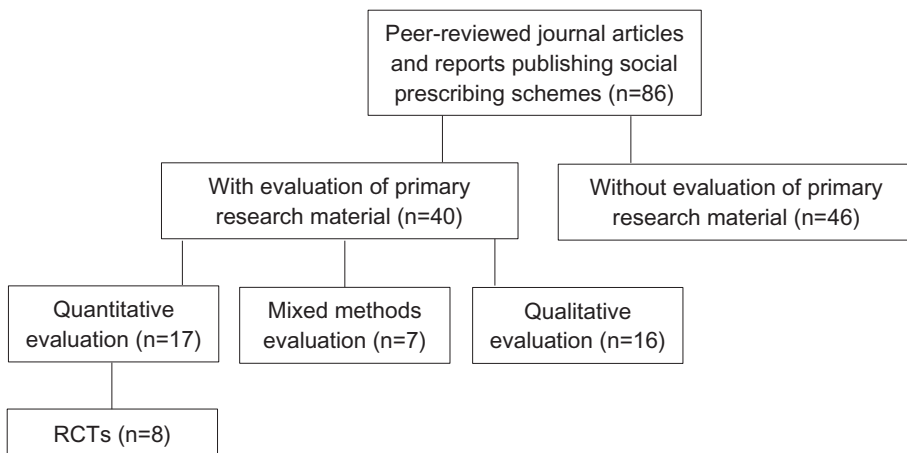 Peer-reviewed journal articles
and reports publishing social
prescribing schemes (n=86)
With evaluation of primary
research material (n=40)
Without evaluation of primary
research material (n=46)
Quantitative
evaluation (n=17)
Mixed methods
evaluation (n=7)
Qualitative
evaluation (n=16)
RCTs (n=8)